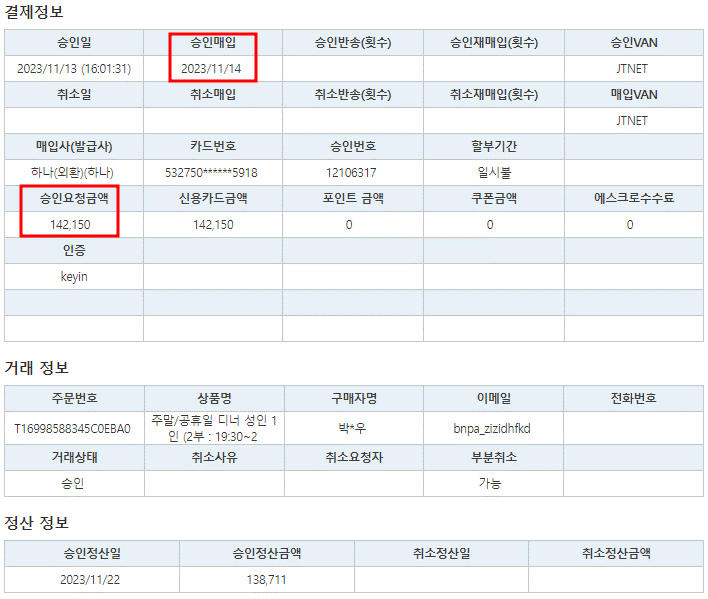 결제정보
승인일 승인매입 승인반송(횟수) 승인재매입(횟수) 승인VAN
2023/11/13 (16:01:31) 2023/11/14 JTNET
취소일 취소매입 취소반송(횟수) 취소재매입(횟수) 매입VAN
JTNET
매입사(발급사) 카드번호 승인번호 할부기간
하나(외환)(하나) 532750******5918 12106317 일시불
승인요청금액 신용카드금액 포인트 금액 쿠폰금액 에스크로수수료
142,150 142,150 0 0 0
인증
keyin
거래 정보
주문번호 상품명 구매자명 이메일 전화번호
T16998588345C0EBA0 주말/공휴일 디너 성인 1 박*우 bnpa_zizidhfkd
인 (2부 : 19:30~2
거래상태 취소사유 취소요청자 부분취소
승인 가능
정산 정보
승인정산일 승인정산금액 취소정산일 취소정산금액
2023/11/22 138,711